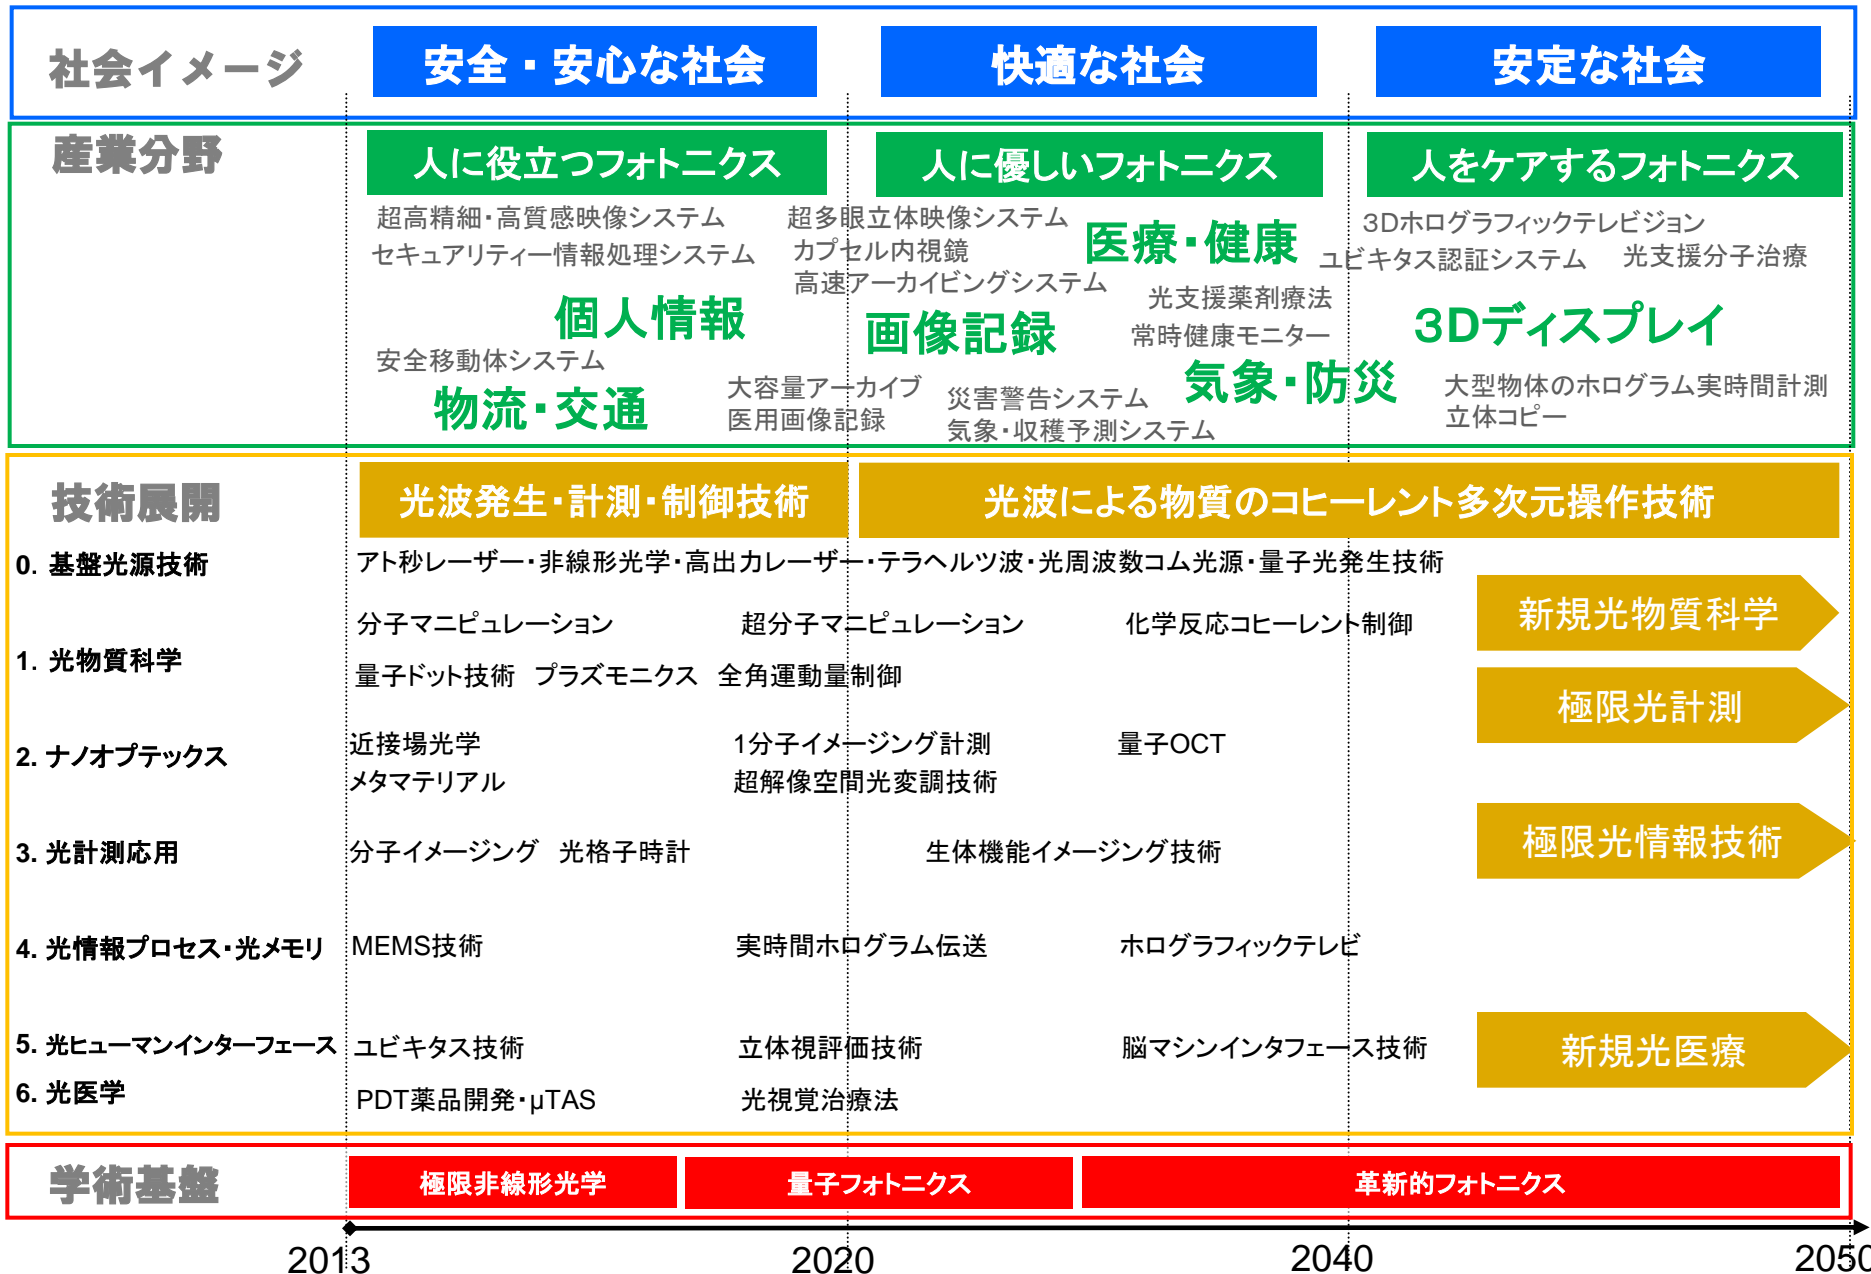 社会イメージ
安全・安心な社会
快適な社会
安定な社会
産業分野
人に役立つフォトニクス
人に優しいフォトニクス
人をケアするフォトニクス
超高精細・高質感映像システム
セキュアリティー情報処理システム
超多眼立体映像システム
カプセル内視鏡
高速アーカイビングシステム
医療・健康
3Dホログラフィックテレビジョン
ユビキタス認証システム
光支援分子治療
個人情報
画像記録
光支援薬剤療法
常時健康モニター
3Dディスプレイ
安全移動体システム
物流・交通
大容量アーカイブ
医用画像記録
災害警告システム
気象・収穫予測システム
気象・防災
大型物体のホログラム実時間計測
立体コピー
技術展開
光波発生・計測・制御技術
光波による物質のコヒーレント多次元操作技術
0. 基盤光源技術
アト秒レーザー・非線形光学・高出力レーザー・テラヘルツ波・光周波数コム光源・量子光発生技術
新規光物質科学
分子マニピュレーション
超分子マニピュレーション
化学反応コヒーレント制御
1. 光物質科学
量子ドット技術 プラズモニクス 全角運動量制御
極限光計測
2. ナノオプテックス
近接場光学
1分子イメージング計測
量子OCT
メタマテリアル
超解像空間光変調技術
極限光情報技術
3. 光計測応用
分子イメージング 光格子時計
生体機能イメージング技術
4. 光情報プロセス・光メモリ
MEMS技術
実時間ホログラム伝送
ホログラフィックテレビ
5. 光ヒューマンインターフェース
ユビキタス技術
立体視評価技術
脳マシンインタフェース技術
新規光医療
6. 光医学
PDT薬品開発・μTAS
光視覚治療法
学術基盤
極限非線形光学
量子フォトニクス
革新的フォトニクス
2013
2020
2040
2050